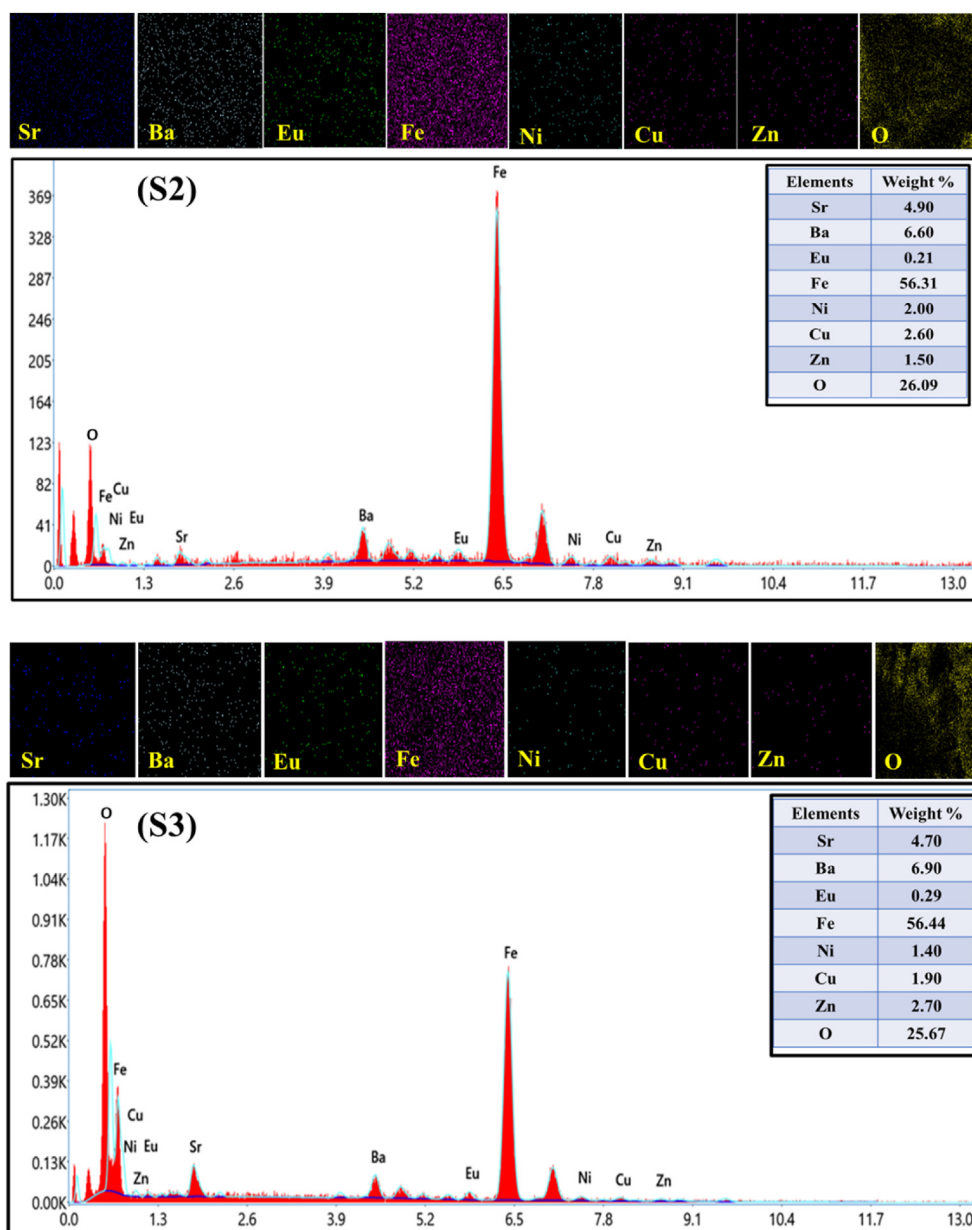 Sr Ba Eu Fe Ni Cu Zn O
(S2)
Fe
369
328
287
246
205
164
123
82
41
0
O
Fe Cu
Ni Eu
Zn
Sr
Ba
Eu
Cu
Ni
Zn
0.0 1.3 2.6 3.9 5.2 6.5 7.8 9.1 10.4 11.7 13.0
Elements Weight %
Sr 4.90
Ba 6.60
Eu 0.21
Fe 56.31
Ni 2.00
Cu 2.60
Zn 1.50
O 26.09
Sr Ba Eu Fe Ni Cu Zn O
(S3)
1.30K
1.17K
1.04K
0.91K
0.78K
0.65K
0.52K
0.39K
0.26K
0.13K
0.00K
O
Fe
Cu
Ni Eu
Zn
Sr
Ba
Eu
Fe
Ni
Cu
Zn
0.0 1.3 2.6 3.9 5.2 6.5 7.8 9.1 10.4 11.7 13.0
Elements Weight %
Sr 4.70
Ba 6.90
Eu 0.29
Fe 56.44
Ni 1.40
Cu 1.90
Zn 2.70
O 25.67